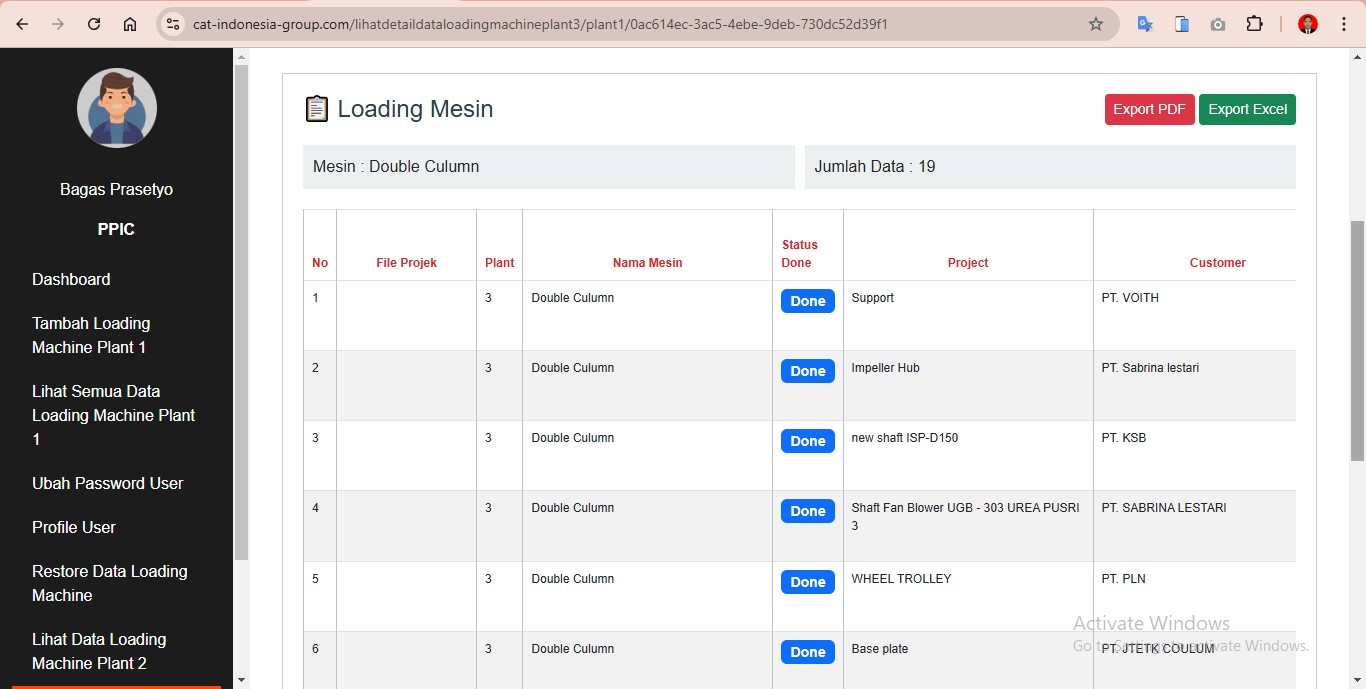 cat-indonesia-group.com/lihatdetaildataloadingmachineplant3/plant1/0ac614ec-3ac5-4ebe-9deb-730dc52d39f1
Bagas Prasetyo
PPIC
Dashboard
Tambah Loading
Machine Plant 1
Lihat Semua Data
Loading Machine Plant
1
Ubah Password User
Profile User
Restore Data Loading
Machine
Lihat Data Loading
Machine Plant 2
Loading Mesin
Export PDF Export Excel
Mesin : Double Culumn
Jumlah Data : 19
No File Projek Plant Nama Mesin Status Done Project Customer
1 3 Double Culumn Done Support PT. VOITH
2 3 Double Culumn Done Impeller Hub PT. Sabrina lestari
3 3 Double Culumn Done new shaft ISP-D150 PT. KSB
4 3 Double Culumn Done Shaft Fan Blower UGB - 303 UREA PUSRI PT. SABRINA LESTARI
3
5 3 Double Culumn Done WHEEL TROLLEY PT. PLN
6 3 Double Culumn Done Base plate PT. JTETK
Activate Windows
Go to Settings to activate Windows.